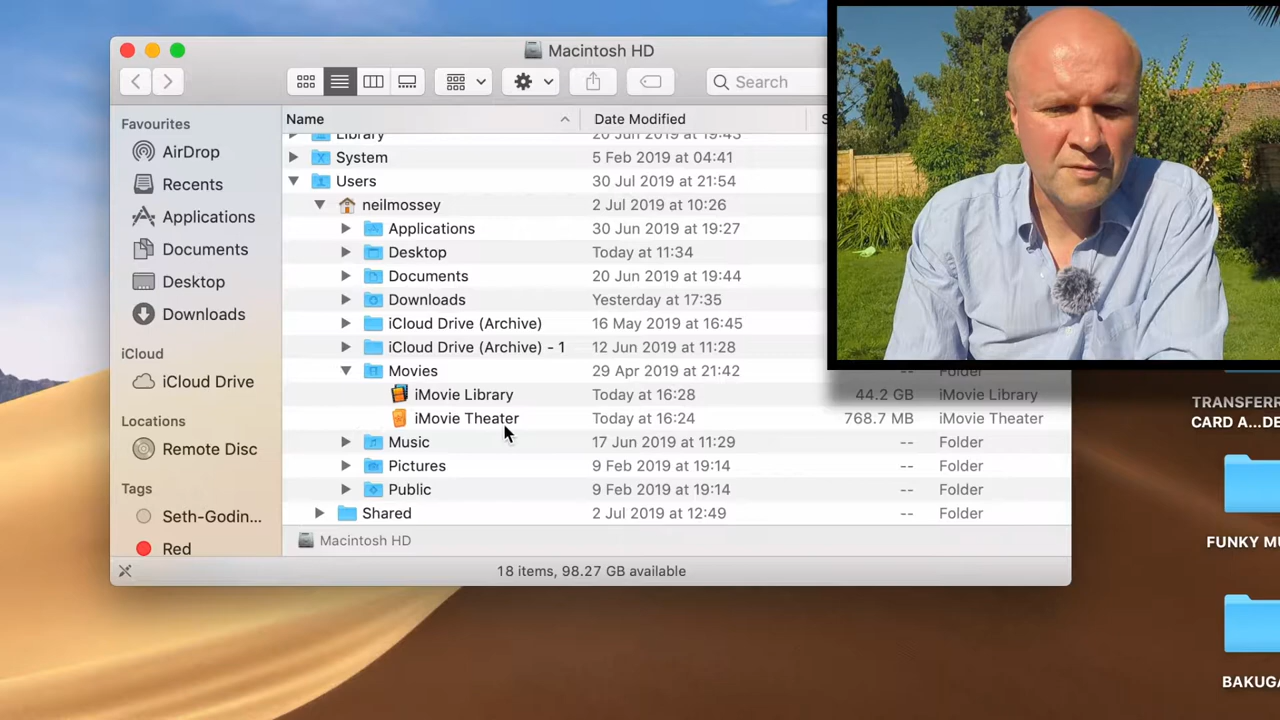 Macintosh HD
Search
Favourites
AirDrop
Recents
Applications
Documents
Desktop
Downloads
iCloud
iCloud Drive
Locations
Remote Disc
Tags
Seth-Godin...
Red
Name Date Modified
Library 20 Jun 2019 at 19:43
System 5 Feb 2019 at 04:41
Users 30 Jul 2019 at 21:54
neilmossey 2 Jul 2019 at 10:26
Applications 30 Jun 2019 at 19:27
Desktop Today at 11:34
Documents 20 Jun 2019 at 19:44
Downloads Yesterday at 17:35
iCloud Drive (Archive) 16 May 2019 at 16:45
iCloud Drive (Archive) - 1 12 Jun 2019 at 11:28
Movies 29 Apr 2019 at 21:42 -- Folder
iMovie Library Today at 16:28 44.2 GB iMovie Library
iMovie Theater Today at 16:24 768.7 MB iMovie Theater
Music 17 Jun 2019 at 11:29 -- Folder
Pictures 9 Feb 2019 at 19:14 -- Folder
Public 9 Feb 2019 at 19:14 -- Folder
Shared 2 Jul 2019 at 12:49 -- Folder
Macintosh HD
18 items, 98.27 GB available
TRANSFERR
CARD A...DE
FUNKY MU
BAKUGA